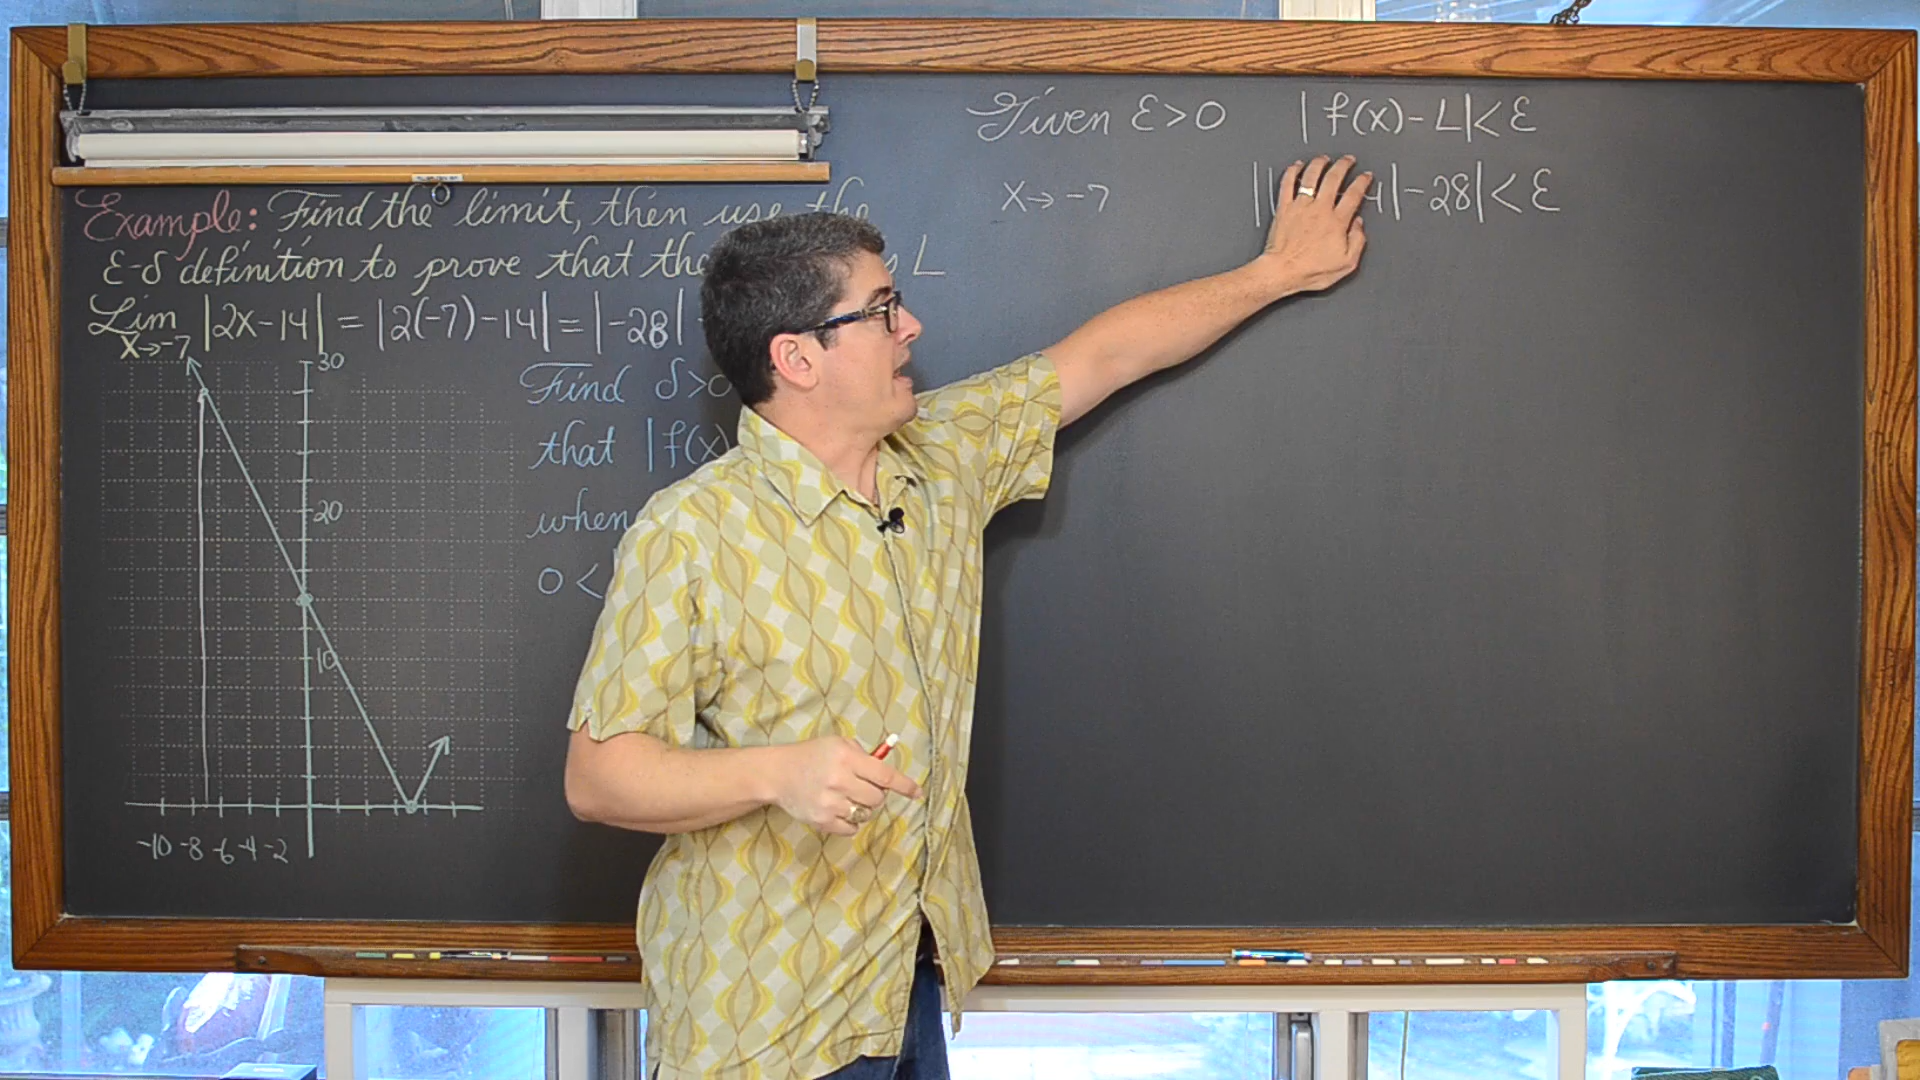 Example: Find the limit, then use the
ε-δ definition to prove that the L
Lim |2x-14| = |2(-7)-14| = |-28|
x→-7
Find δ>0
that |f(x)
when
0 <
30
20
10
-10 -8 -6 -4 -2
Given ε>0 |f(x)-L|<ε
x→-7 -28|<ε